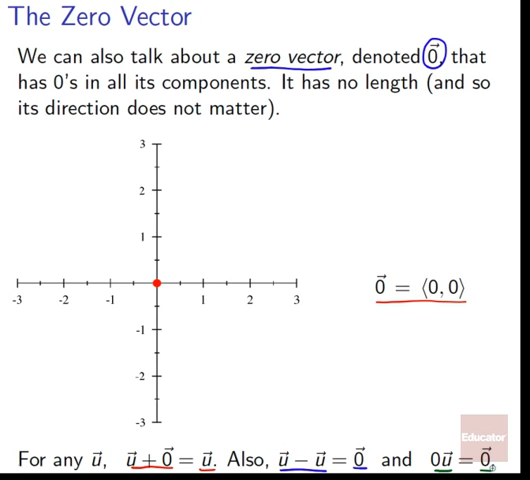 The Zero Vector
We can also talk about a zero vector, denoted 0⃗, that
has 0's in all its components. It has no length (and so
its direction does not matter).
3
2
1
-3 -2 -1 1 2 3
0⃗ = ⟨0, 0⟩
-1
-2
-3
Educator
For any u⃗, u⃗ + 0⃗ = u⃗. Also, u⃗ − u⃗ = 0⃗ and 0u⃗ = 0⃗.